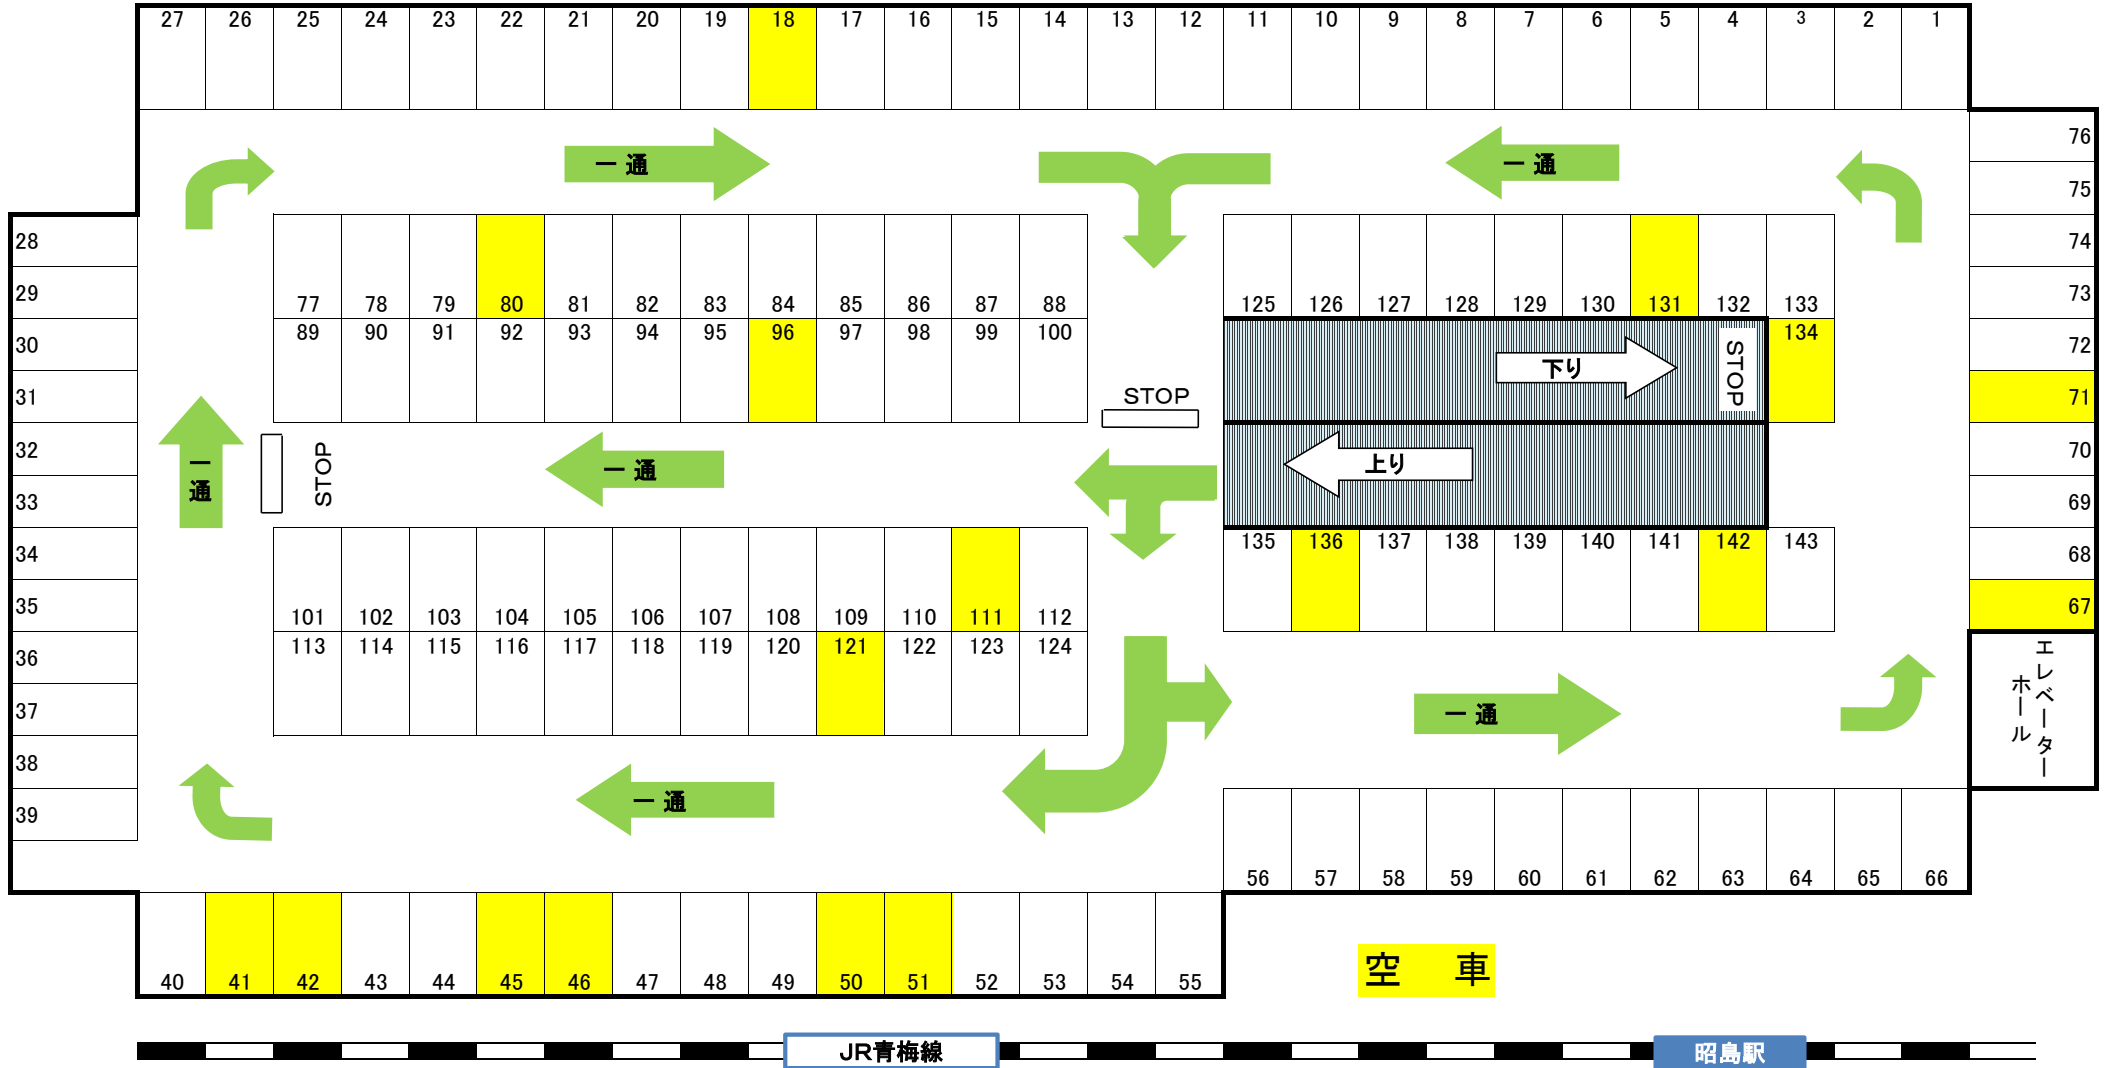 27 26 25 24 23 22 21 20 19 18 17 16 15 14 13 12 11 10 9 8 7 6 5 4 3 2 1
76
一 通 一 通
75
28 74
29 73
77 78 79 80 81 82 83 84 85 86 87 88 125 126 127 128 129 130 131 132 133
89 90 91 92 93 94 95 96 97 98 99 100 134
30 72
下り
STOP
31 STOP 71
32 70
一通
STOP
一 通
上り
33 69
34 135 136 137 138 139 140 141 142 143 68
35 67
101 102 103 104 105 106 107 108 109 110 111 112
113 114 115 116 117 118 119 120 121 122 123 124
36
エレベーター
ホール
37 一 通
38
一 通
39
56 57 58 59 60 61 62 63 64 65 66
40 41 42 43 44 45 46 47 48 49 50 51 52 53 54 55
空 車
JR青梅線 昭島駅